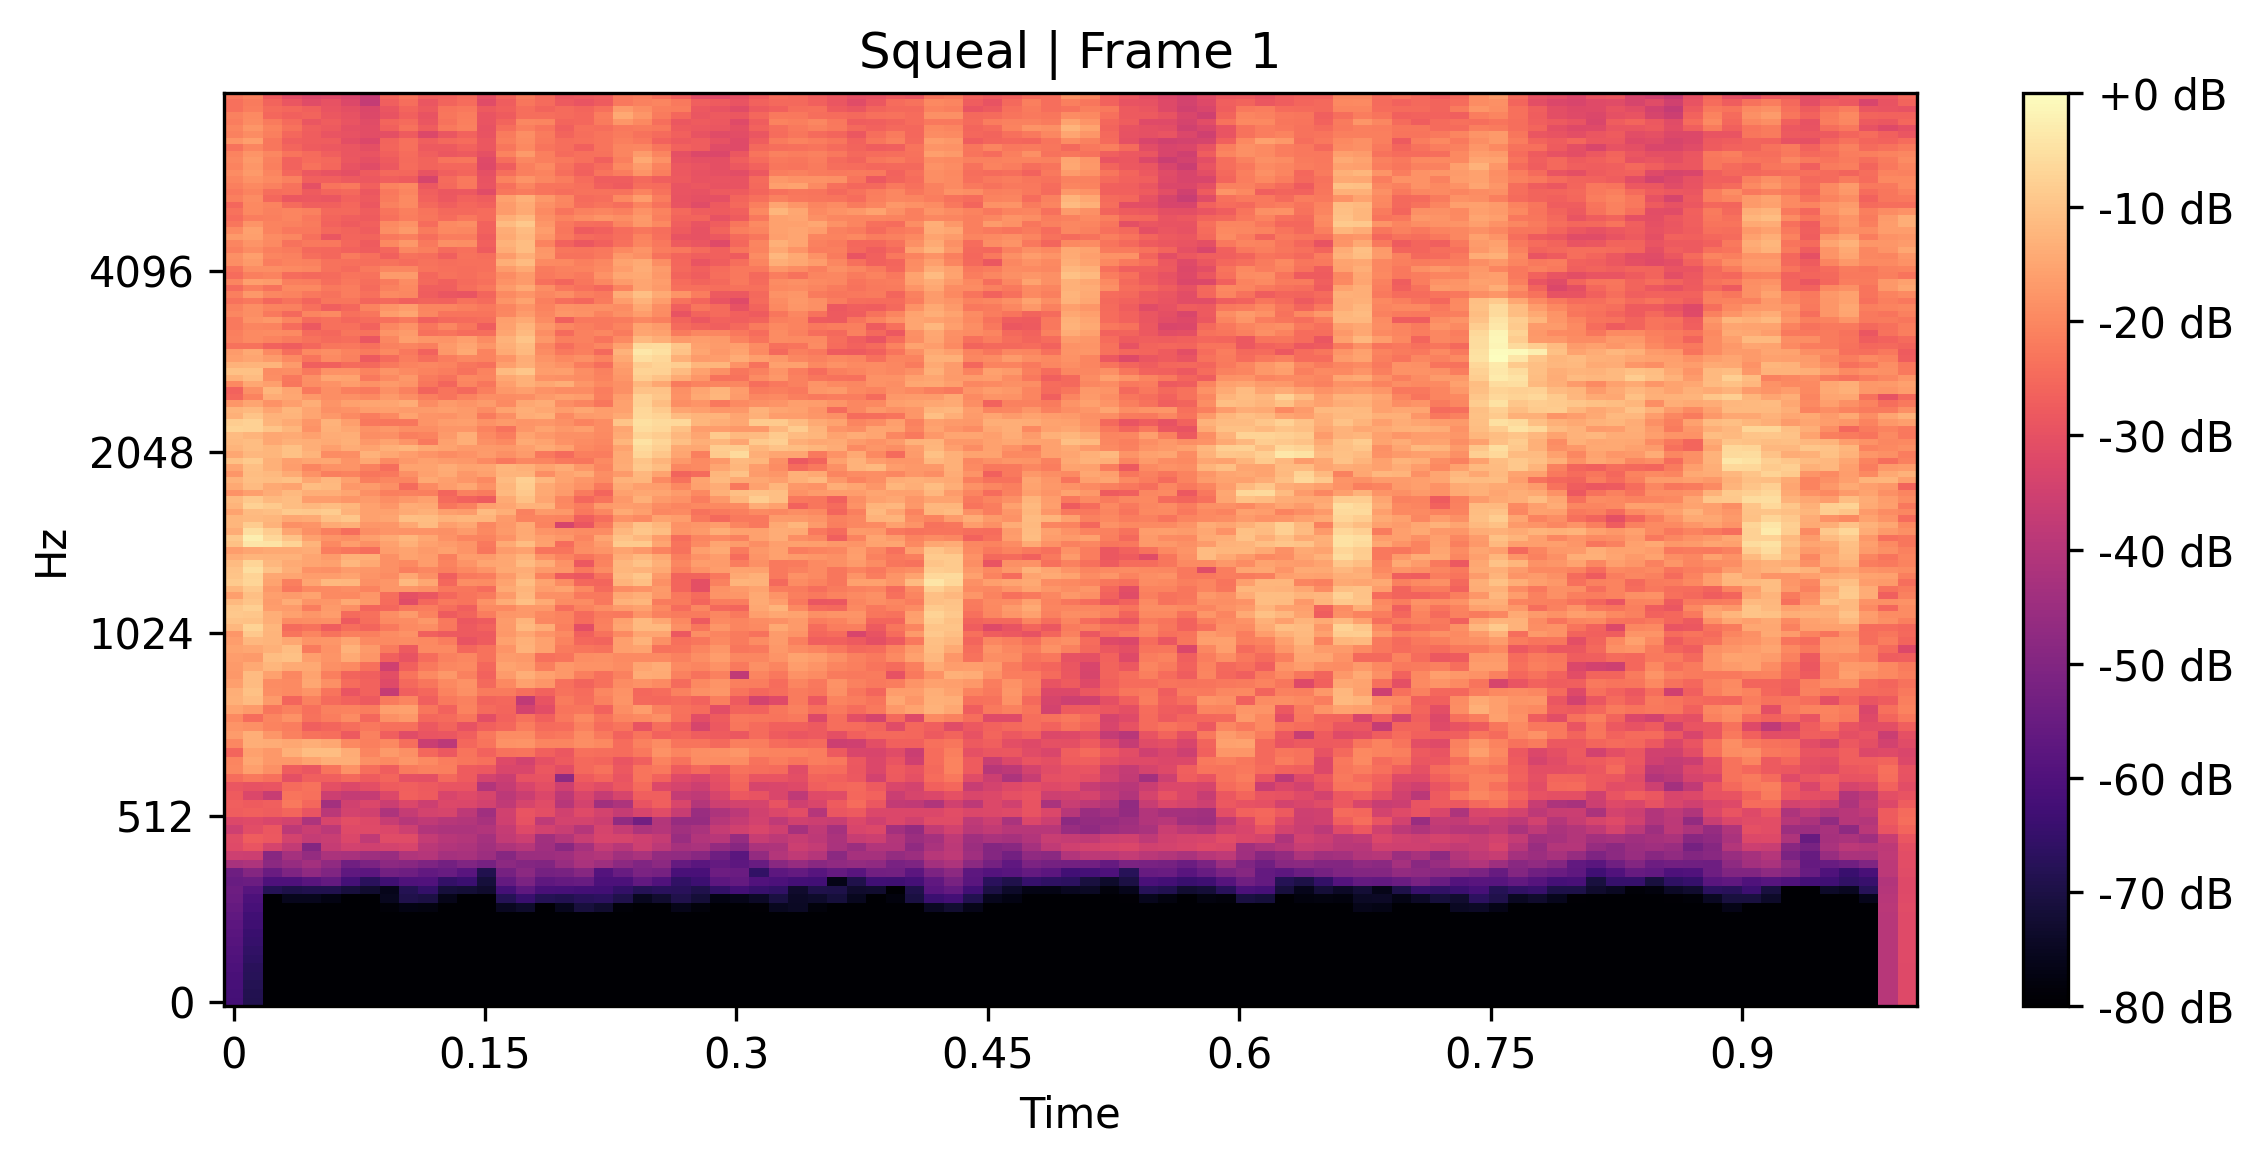 Squeal | Frame 1
+0 dB
-10 dB
-20 dB
-30 dB
-40 dB
-50 dB
-60 dB
-70 dB
-80 dB
Hz
4096
2048
1024
512
0
0 0.15 0.3 0.45 0.6 0.75 0.9
Time